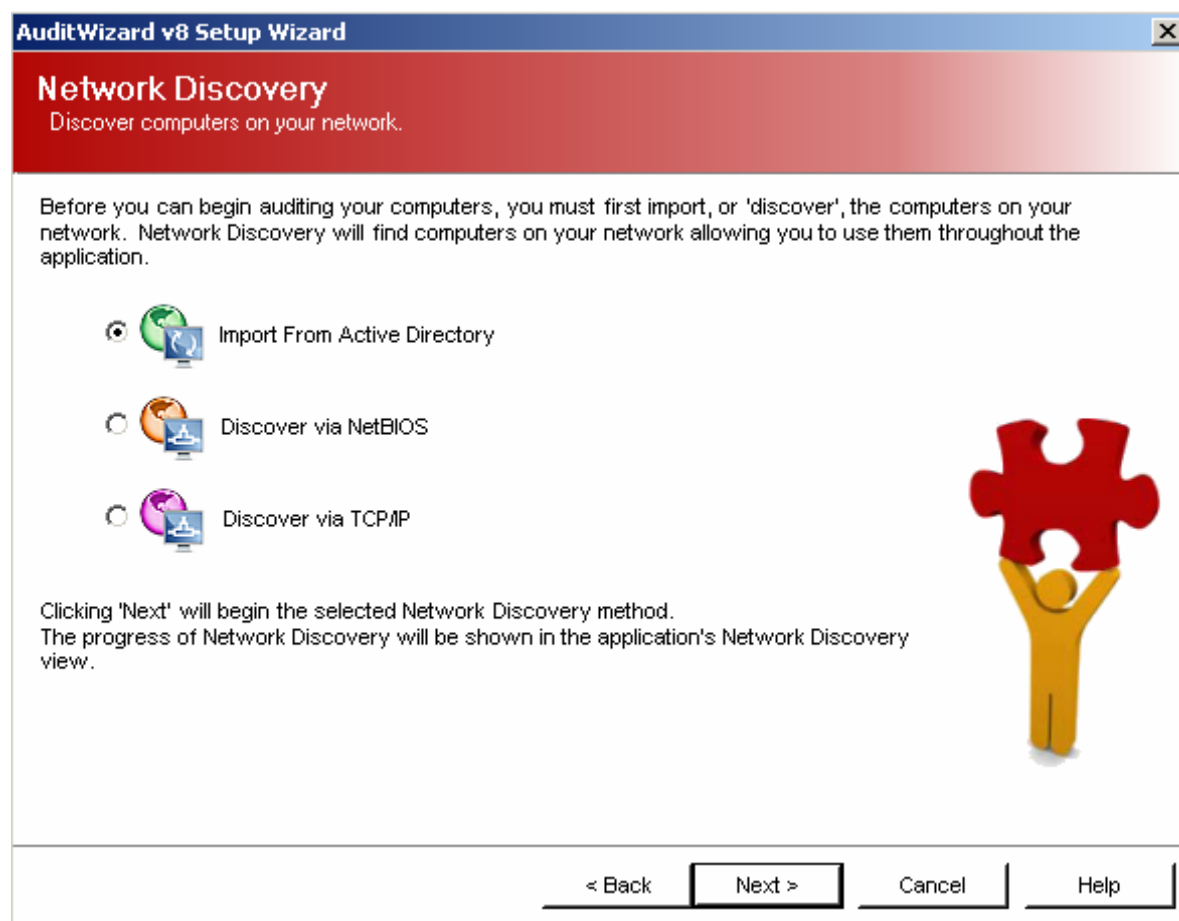 AuditWizard v8 Setup Wizard
Network Discovery
Discover computers on your network.
Before you can begin auditing your computers, you must first import, or 'discover', the computers on your
network. Network Discovery will find computers on your network allowing you to use them throughout the
application.
Import From Active Directory
Discover via NetBIOS
Discover via TCP/IP
Clicking 'Next' will begin the selected Network Discovery method.
The progress of Network Discovery will be shown in the application's Network Discovery
view.
< Back
Next >
Cancel
Help